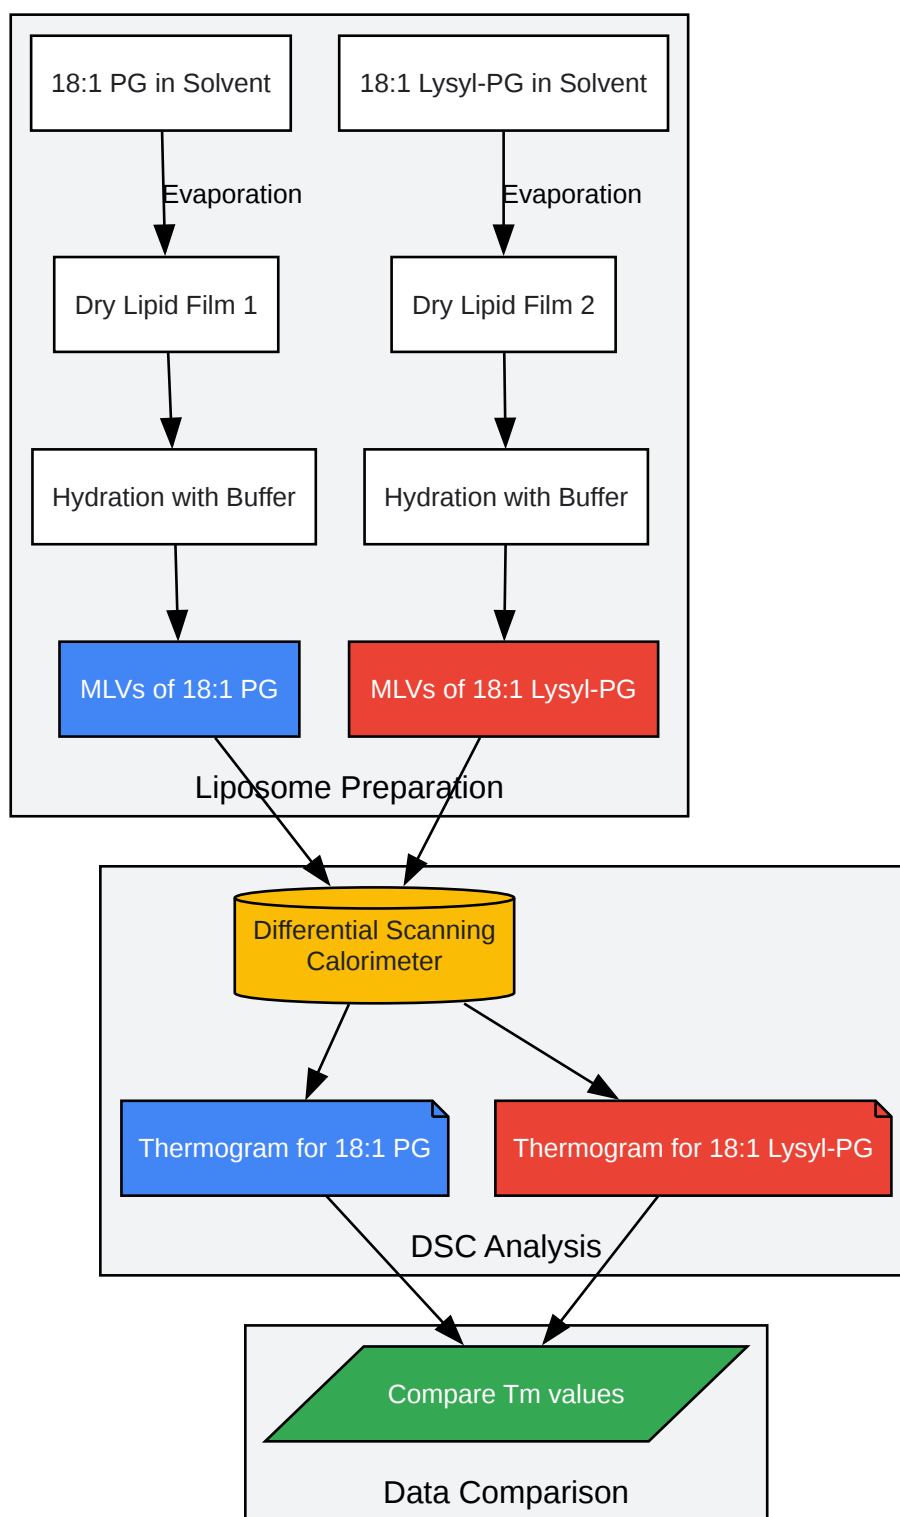 18:1 PG in Solvent
18:1 Lysyl-PG in Solvent
Evaporation
Evaporation
Dry Lipid Film 1
Dry Lipid Film 2
Hydration with Buffer
Hydration with Buffer
MLVs of 18:1 PG
MLVs of 18:1 Lysyl-PG
Liposome Preparation
Differential Scanning
Calorimeter
Thermogram for 18:1 PG
Thermogram for 18:1 Lysyl-PG
DSC Analysis
Compare Tm values
Data Comparison